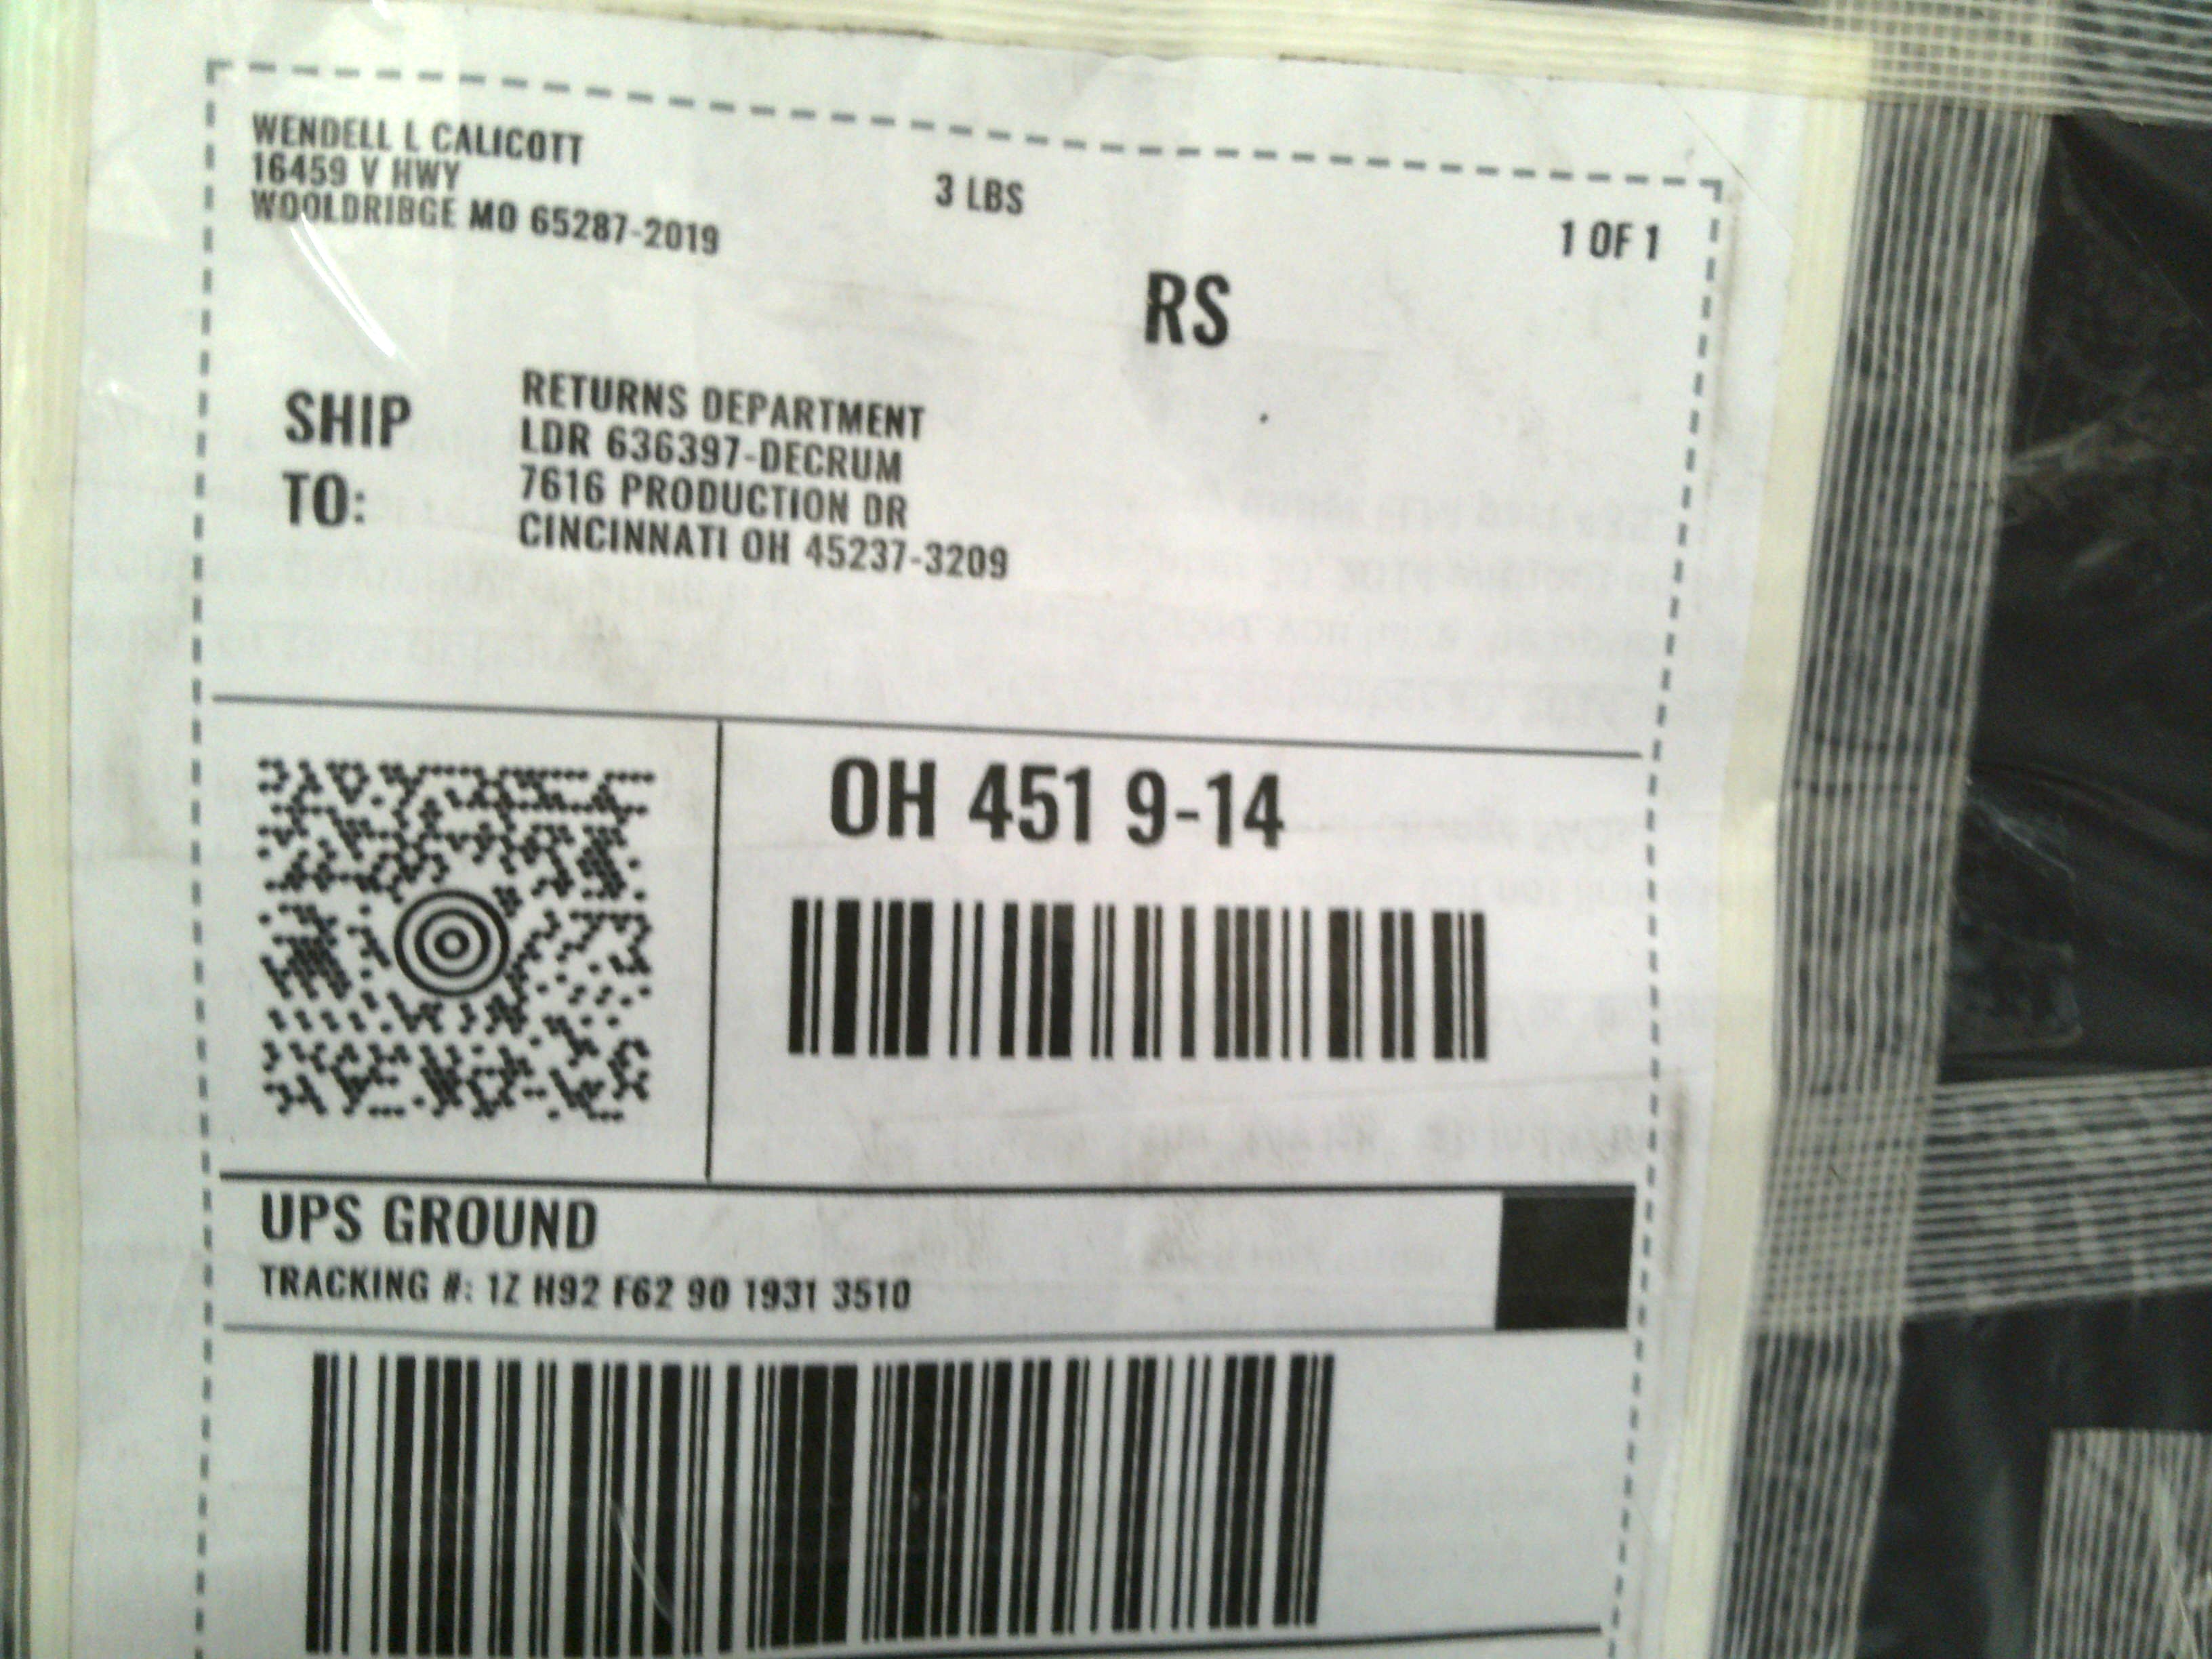 WENDELL L CALICOTT
16459 V HWY
WOOLDRIBGE MO 65287-2019
3 LBS
1 OF 1
RS
SHIP
TO:
RETURNS DEPARTMENT
LDR 636397-DECRUM
7616 PRODUCTION DR
CINCINNATI OH 45237-3209
OH 451 9-14
UPS GROUND
TRACKING #: 1Z H92 F62 90 1931 3510